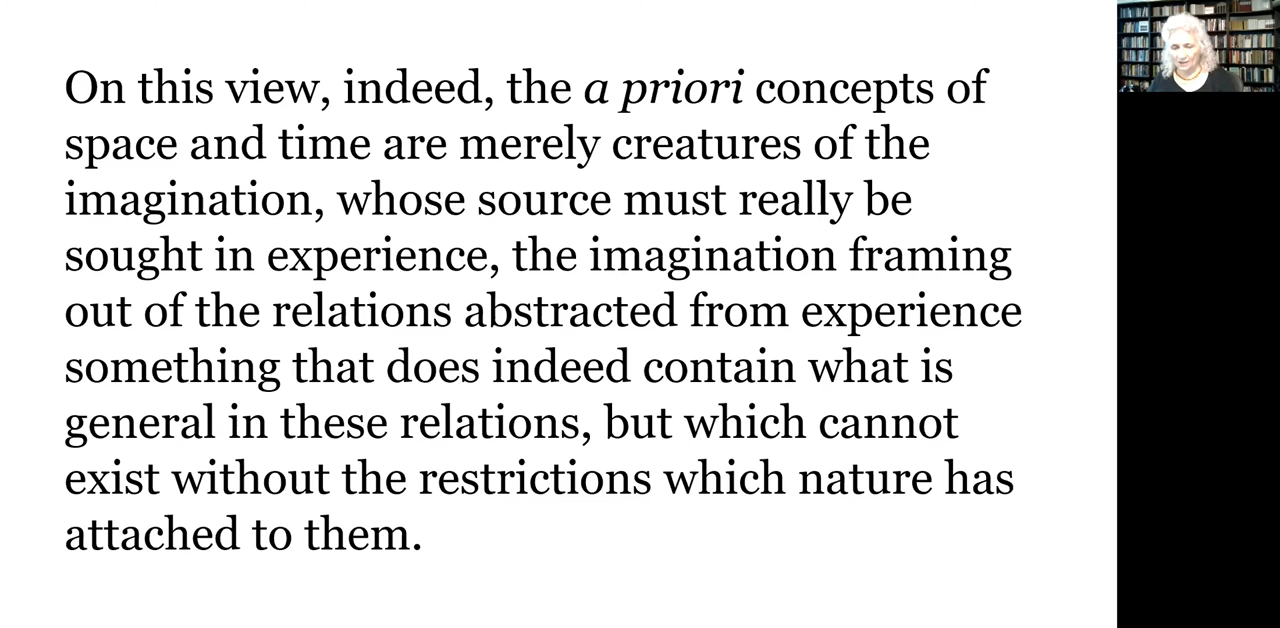 On this view, indeed, the a priori concepts of
space and time are merely creatures of the
imagination, whose source must really be
sought in experience, the imagination framing
out of the relations abstracted from experience
something that does indeed contain what is
general in these relations, but which cannot
exist without the restrictions which nature has
attached to them.